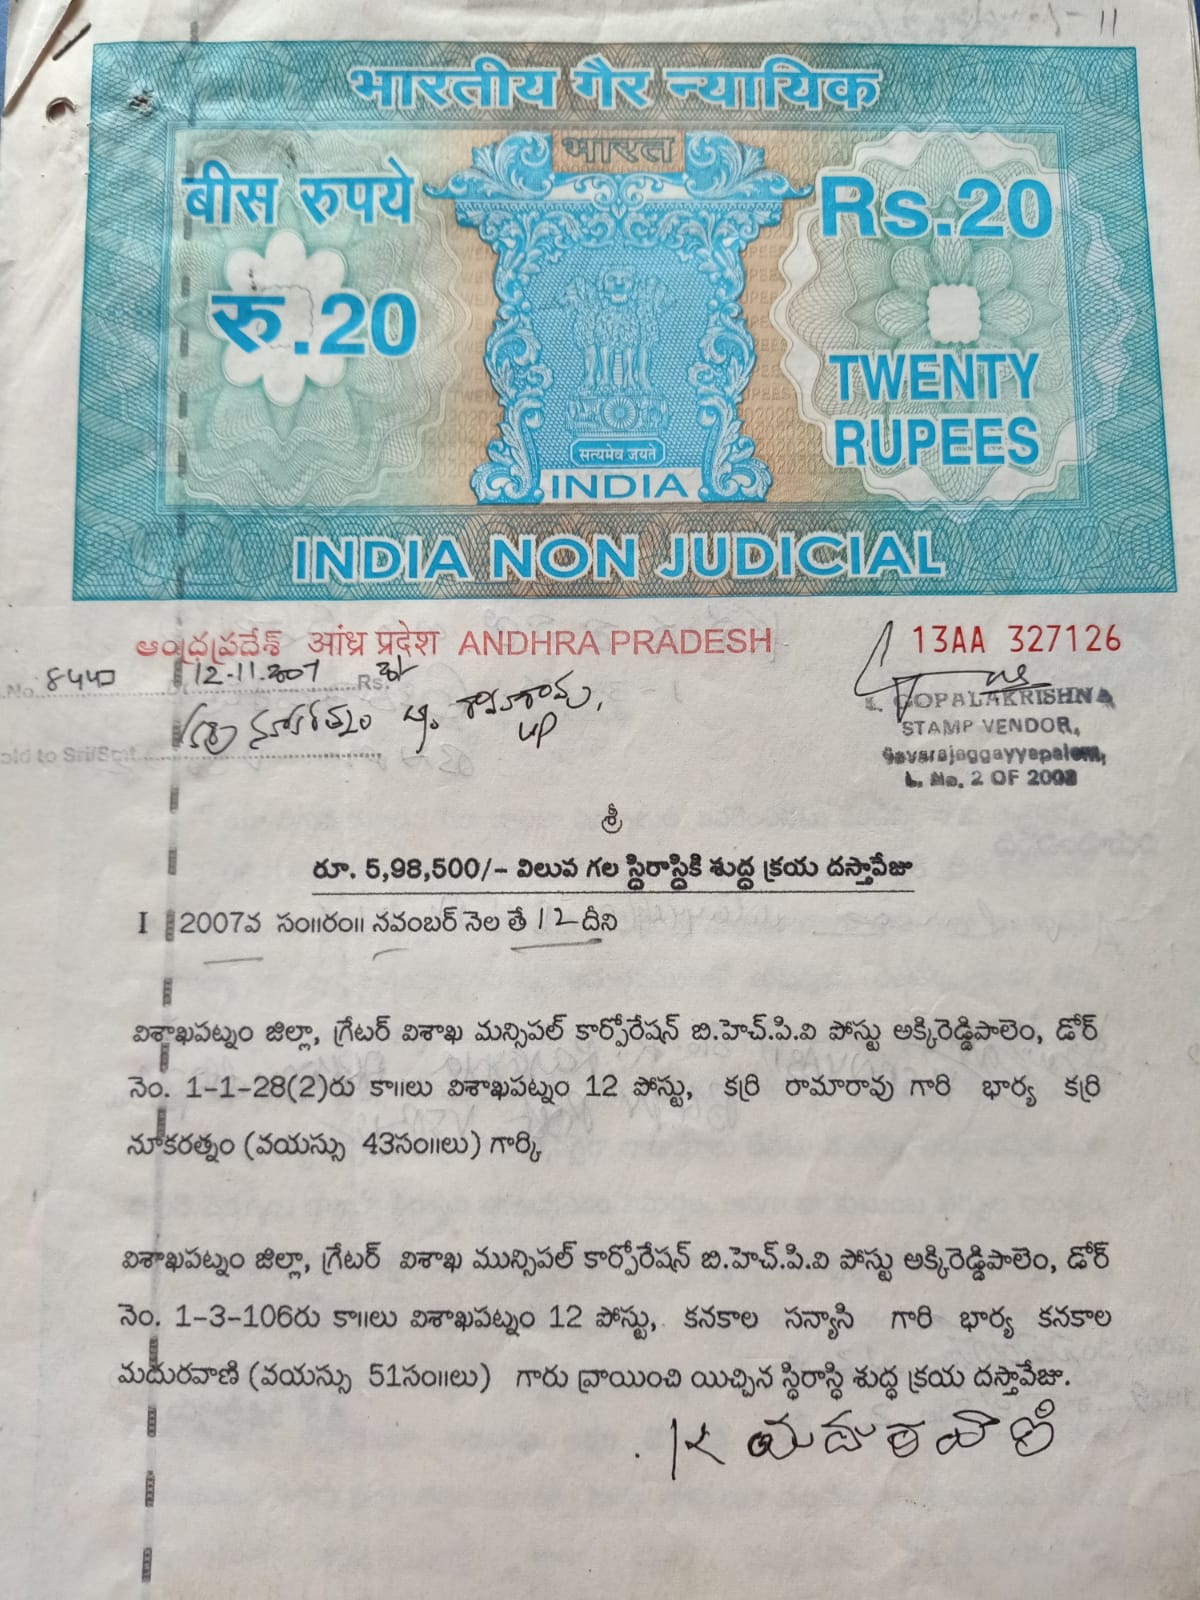 भारतीय गैर न्यायिक
भारत
बीस रुपये
रु.20
Rs.20
TWENTY
RUPEES
सत्यमेव जयते
INDIA
INDIA NON JUDICIAL
ఆంధ్రప్రదేశ్ आंध्र प्रदेश ANDHRA PRADESH
13AA 327126
No. 8440 12-11-2007 Rs. 20/-
old to Sri/Smt
GOPALAKRISHNA
STAMP VENDOR,
Gavarajaggayyapalem,
L. No. 2 OF 2003
శ్రీ
రూ. 5,98,500/- విలువ గల స్థిరాస్థికి శుద్ధ క్రయ దస్తావేజు
I 2007వ సం॥రం॥ నవంబర్ నెల తే 12దీని
విశాఖపట్నం జిల్లా, గ్రేటర్ విశాఖ మన్సిపల్ కార్పోరేషన్ బి.హెచ్.పి.వి పోస్టు అక్కిరెడ్డిపాలెం, డోర్
నెం. 1-1-28(2)రు కా॥లు విశాఖపట్నం 12 పోస్టు, కర్రి రామారావు గారి భార్య కర్రి
నూకరత్నం (వయస్సు 43సం॥లు) గార్కి
విశాఖపట్నం జిల్లా, గ్రేటర్ విశాఖ మున్సిపల్ కార్పోరేషన్ బి.హెచ్.పి.వి పోస్టు అక్కిరెడ్డిపాలెం, డోర్
నెం. 1-3-106రు కా॥లు విశాఖపట్నం 12 పోస్టు, కనకాల సన్యాసి గారి భార్య కనకాల
మదురవాణి (వయస్సు 51సం॥లు) గారు వ్రాయించి యిచ్చిన స్థిరాస్థి శుద్ధ క్రయ దస్తావేజు.
K మదురవాణి